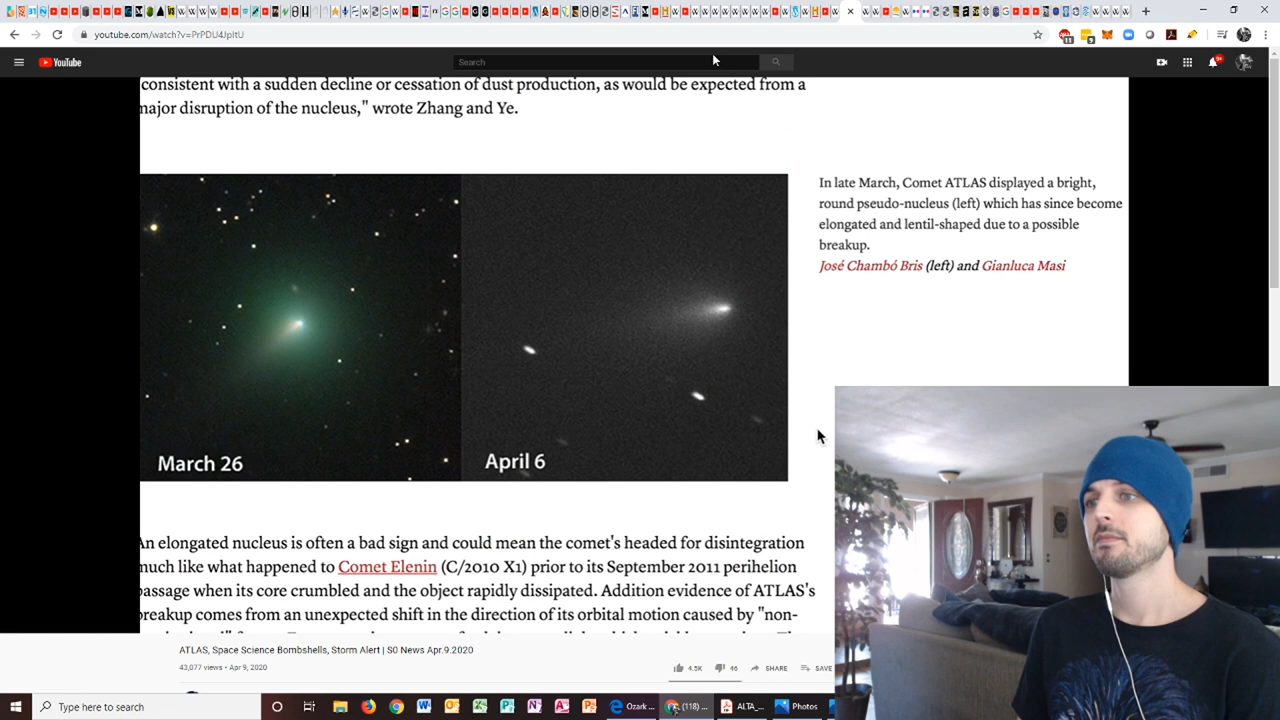 youtube.com/watch?v=PrPDU4JpItU
YouTube
Search
9+
11
consistent with a sudden decline or cessation of dust production, as would be expected from a
major disruption of the nucleus," wrote Zhang and Ye.
In late March, Comet ATLAS displayed a bright,
round pseudo-nucleus (left) which has since become
elongated and lentil-shaped due to a possible
breakup.
José Chambó Bris (left) and Gianluca Masi
March 26
April 6
An elongated nucleus is often a bad sign and could mean the comet's headed for disintegration
much like what happened to Comet Elenin (C/2010 X1) prior to its September 2011 perihelion
passage when its core crumbled and the object rapidly dissipated. Addition evidence of ATLAS's
breakup comes from an unexpected shift in the direction of its orbital motion caused by "non-
ATLAS, Space Science Bombshells, Storm Alert | S0 News Apr.9.2020
43,077 views • Apr 9, 2020
4.5K
46
SHARE
SAVE
Type here to search
Ozark ...
(118) ...
ALTA_...
Photos